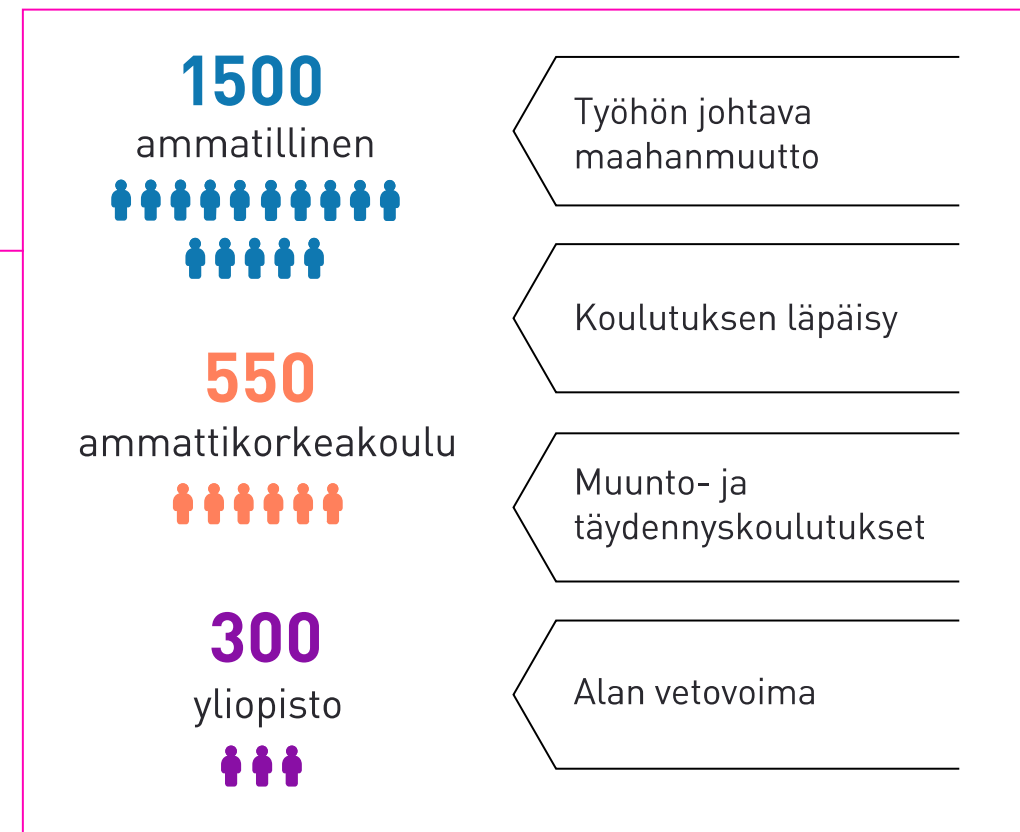 1500
ammatillinen
550
ammattikorkeakoulu
300
yliopisto
Työhön johtava
maahanmuutto
Koulutuksen läpäisy
Muunto- ja
täydennyskoulutukset
Alan vetovoima